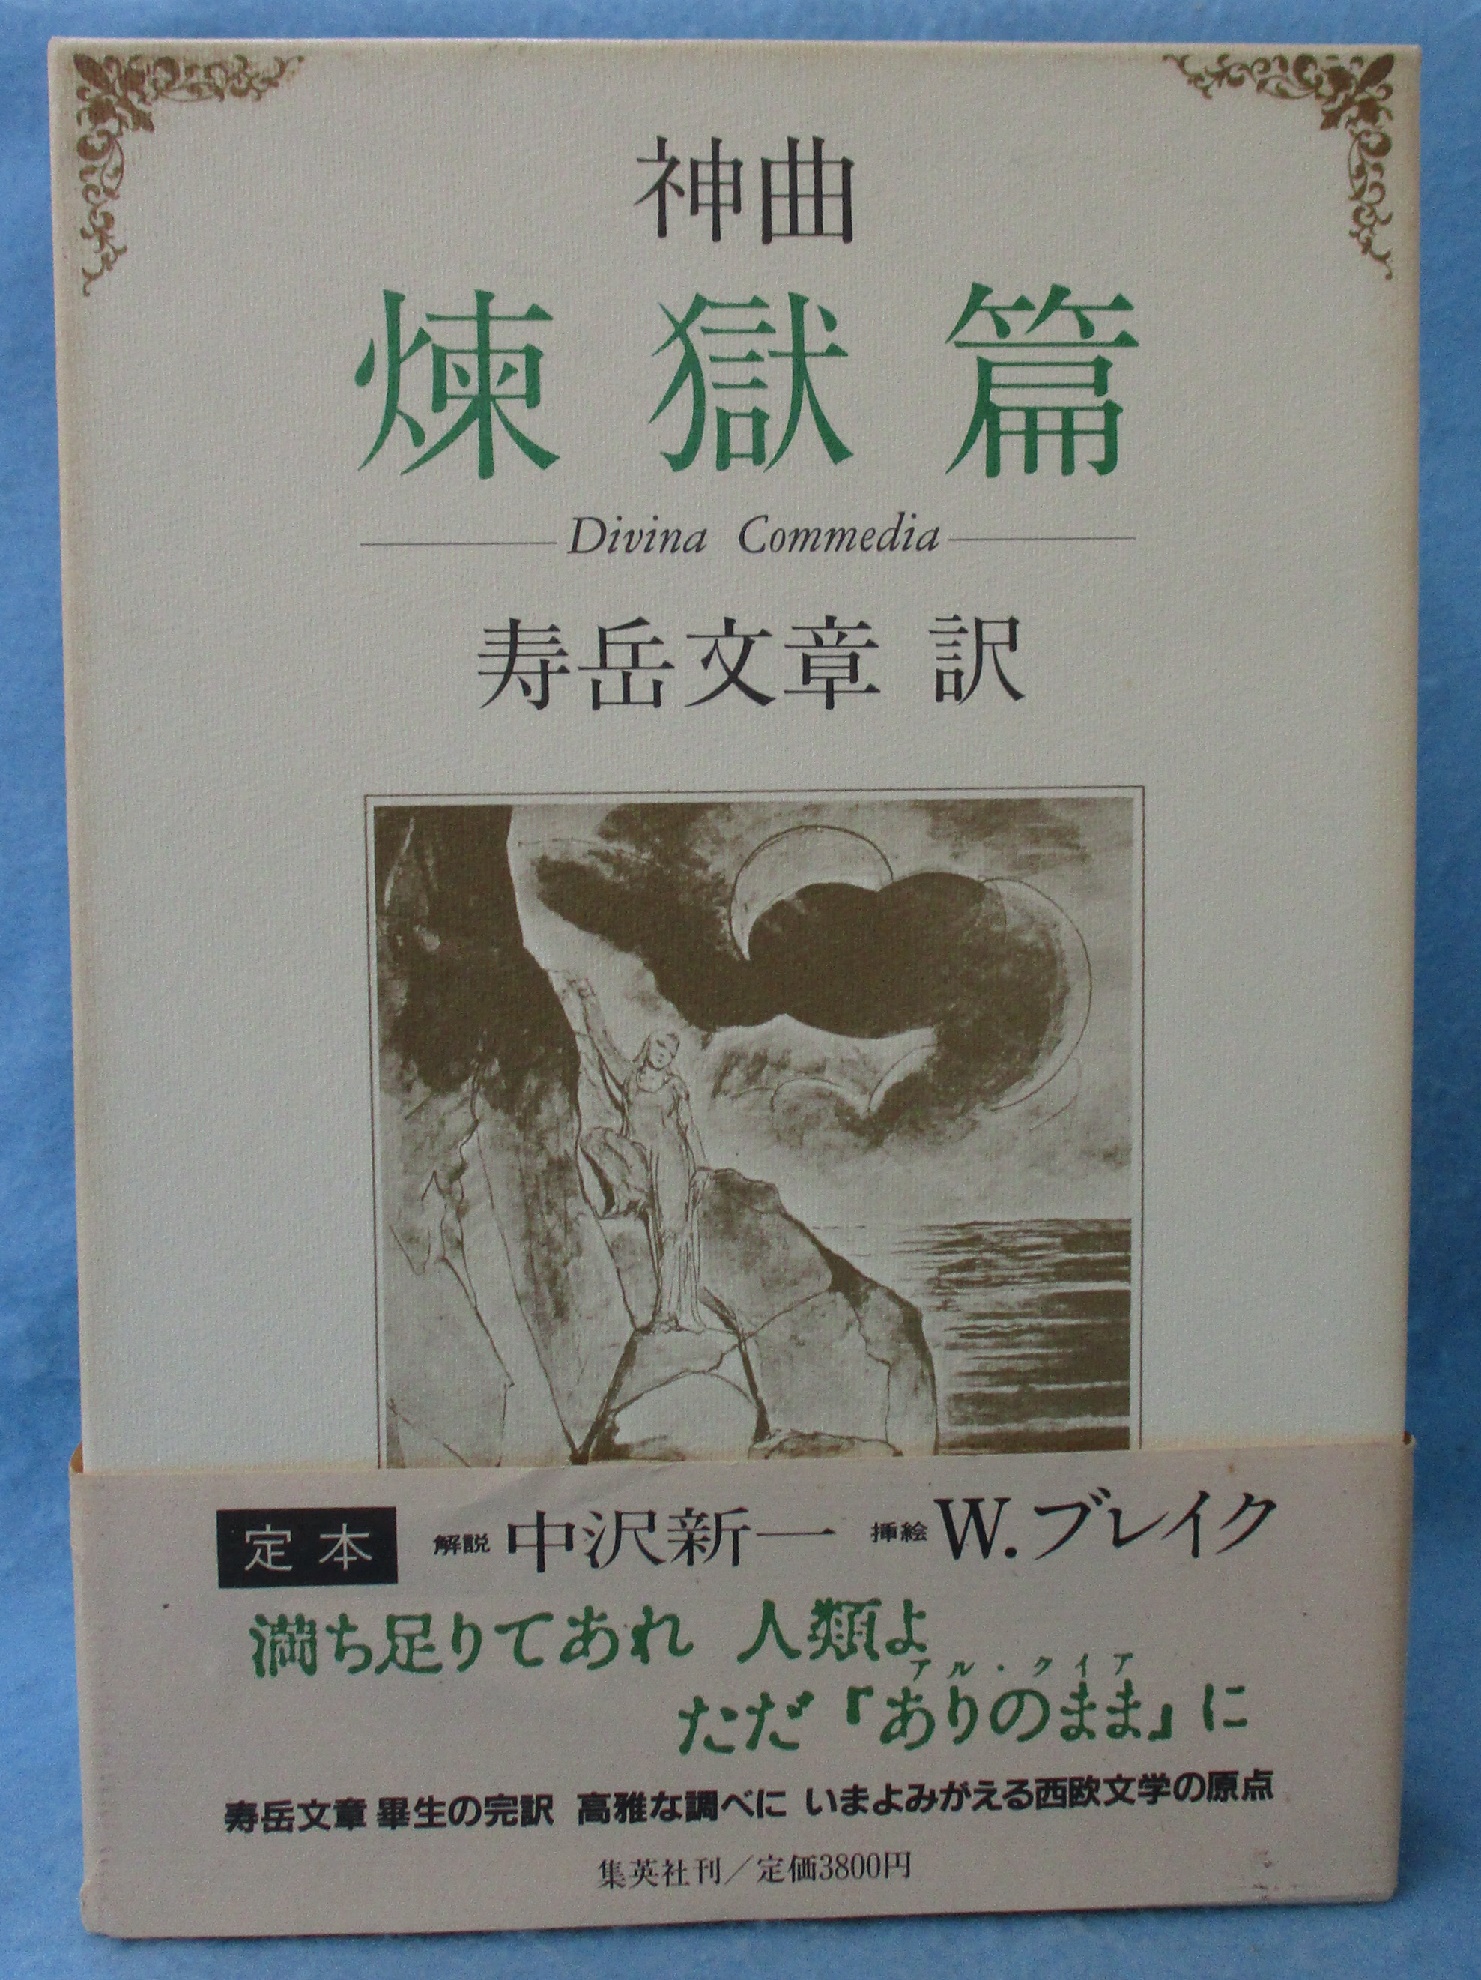 神曲
煉獄篇
Divina Commedia
寿岳文章 訳
定本 解説 中沢新一 挿絵 W.ブレイク
満ち足りてあれ 人類よ
アル・クイア
ただ『ありのまま』に
寿岳文章 畢生の完訳 高雅な調べに いまよみがえる西欧文学の原点
集英社刊／定価3800円